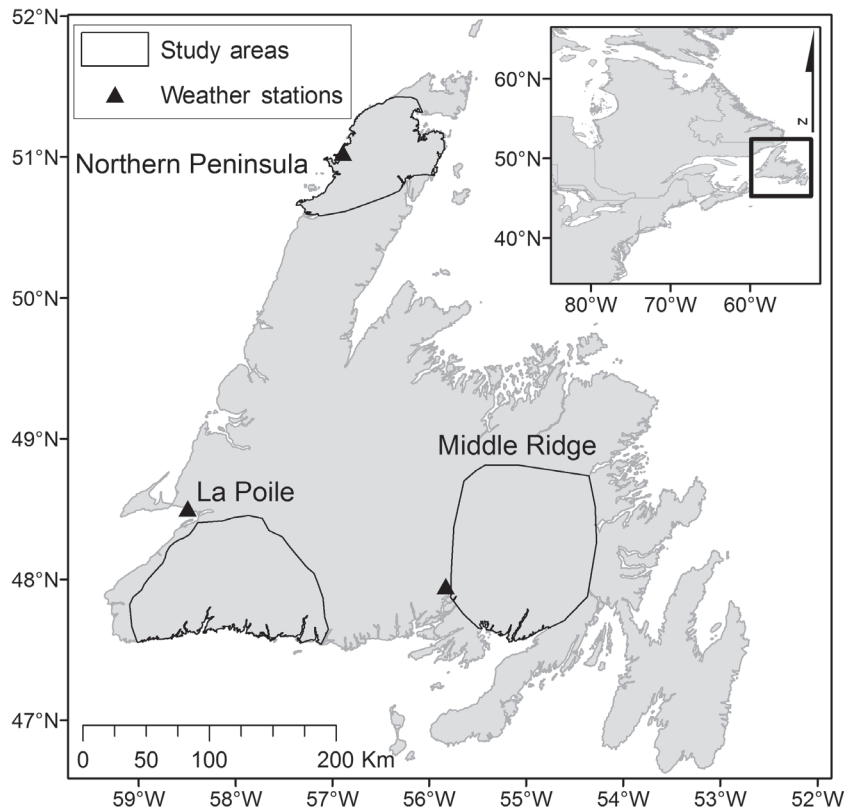 52°N
Study areas
Weather stations
60°N
50°N
40°N
80°W 70°W 60°W
N
51°N
Northern Peninsula
50°N
49°N
Middle Ridge
La Poile
48°N
47°N
0 50 100 200 Km
59°W 58°W 57°W 56°W 55°W 54°W 53°W 52°W